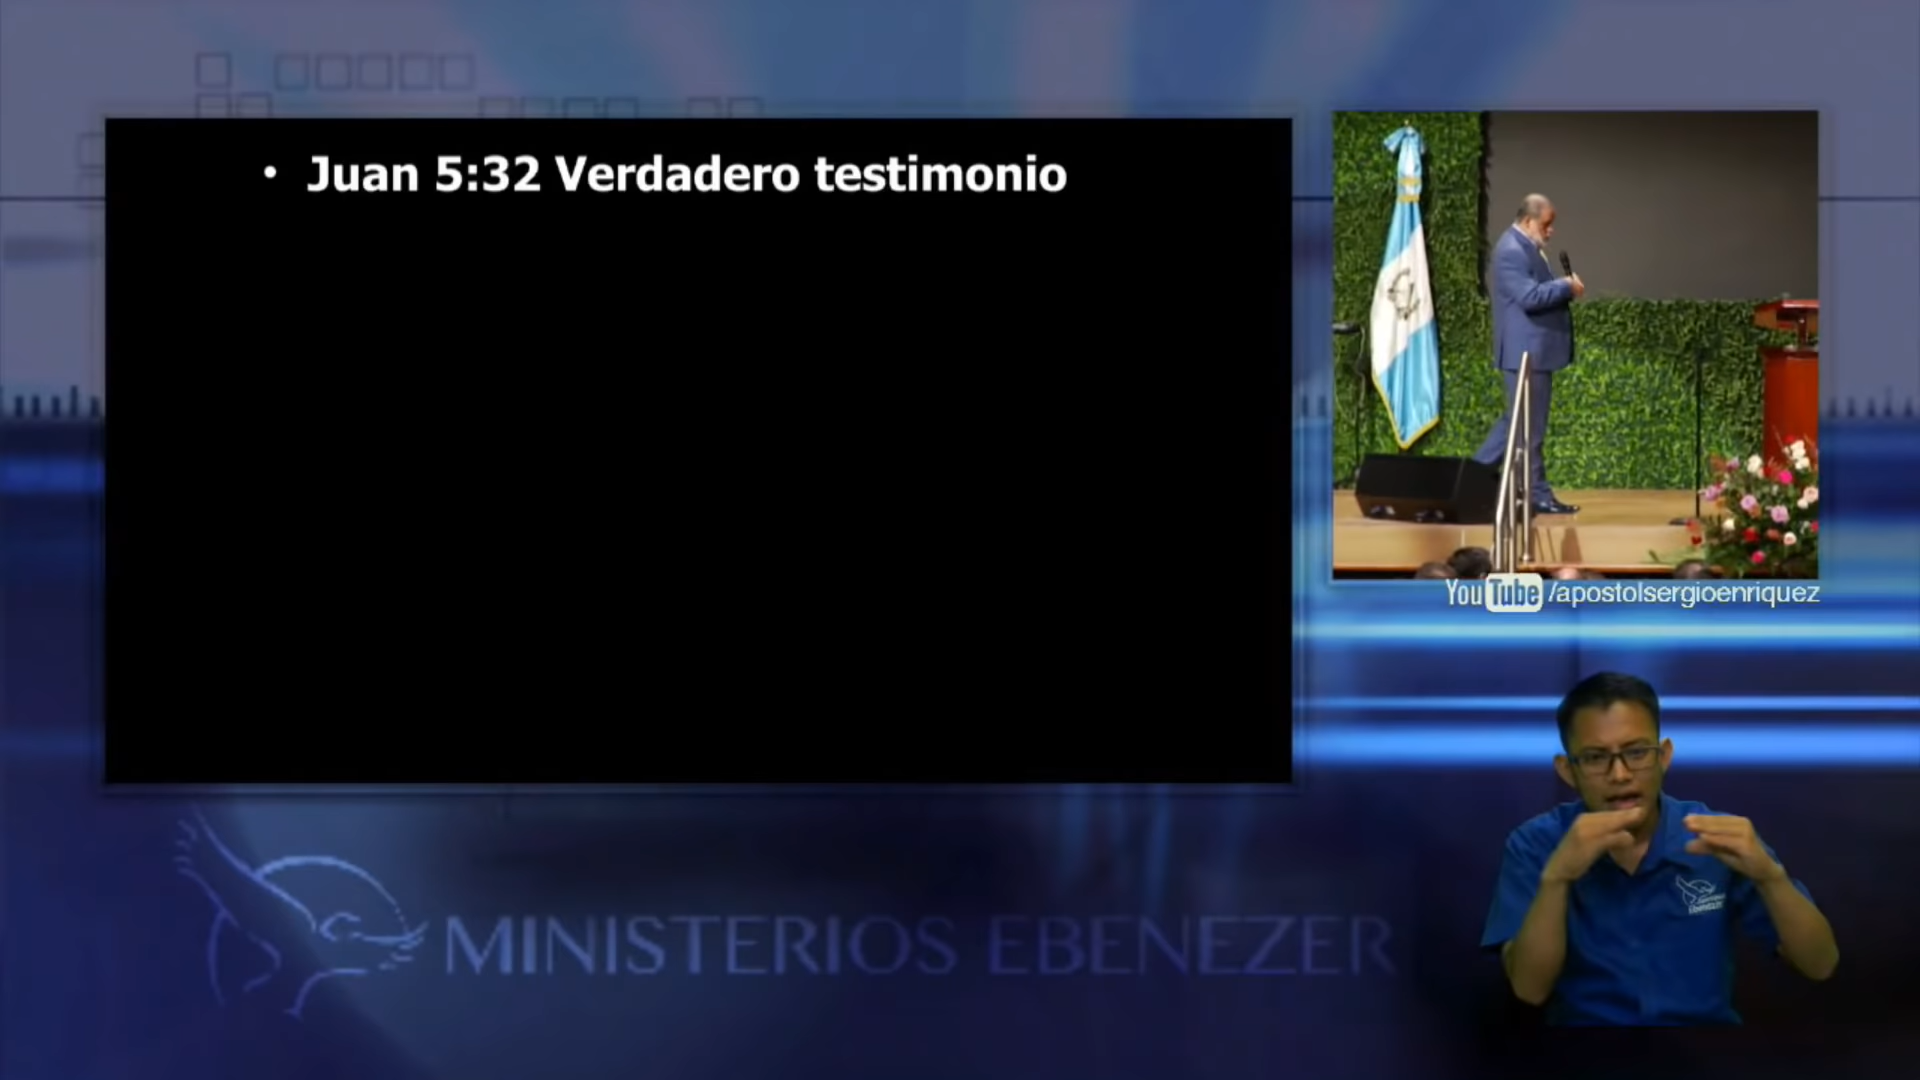 • Juan 5:32 Verdadero testimonio
YouTube /apostolsergioenriquez
MINISTERIOS EBENEZER